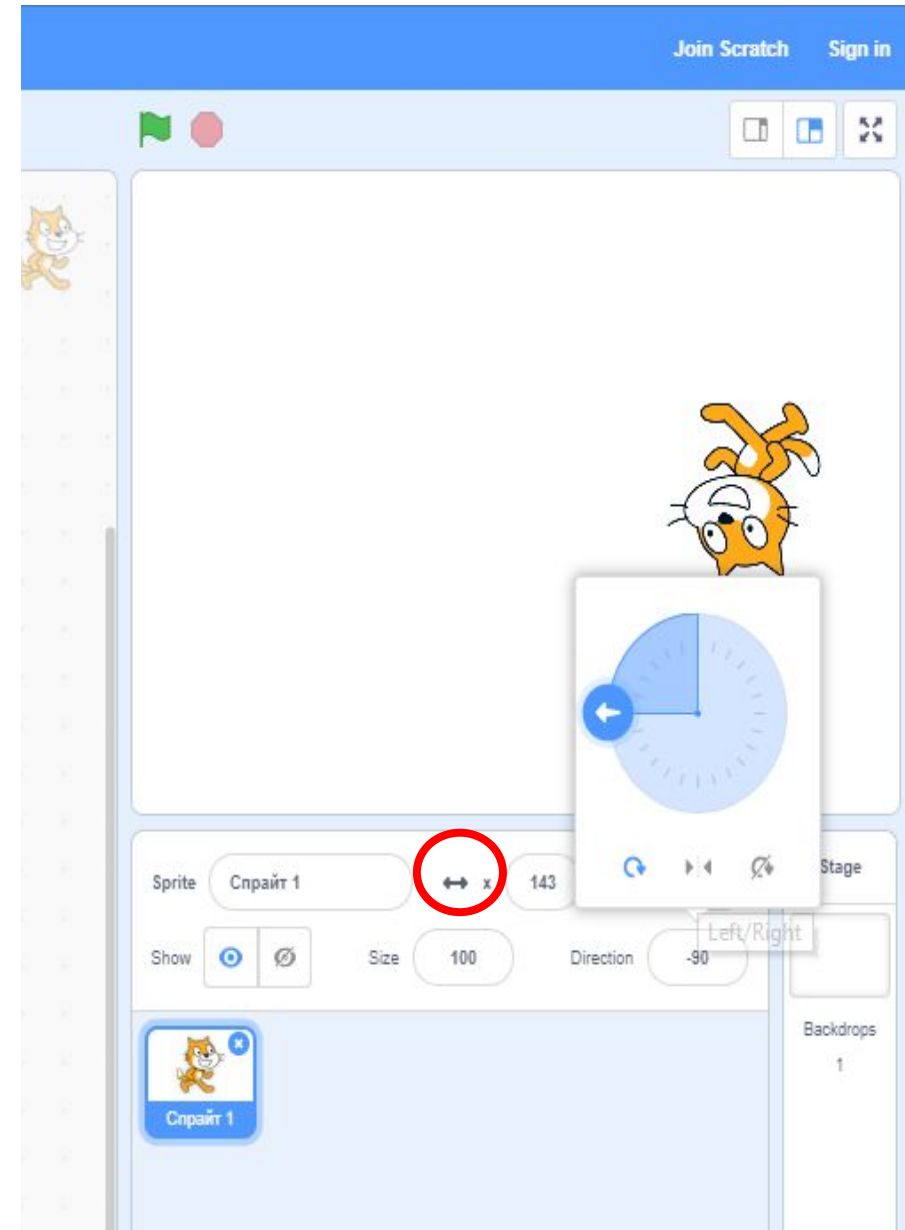 Join Scratch Sign in
Sprite Спрайт 1 x 143
Stage
Show Size 100 Direction -90
Left/Right
Backdrops
1
Спрайт 1